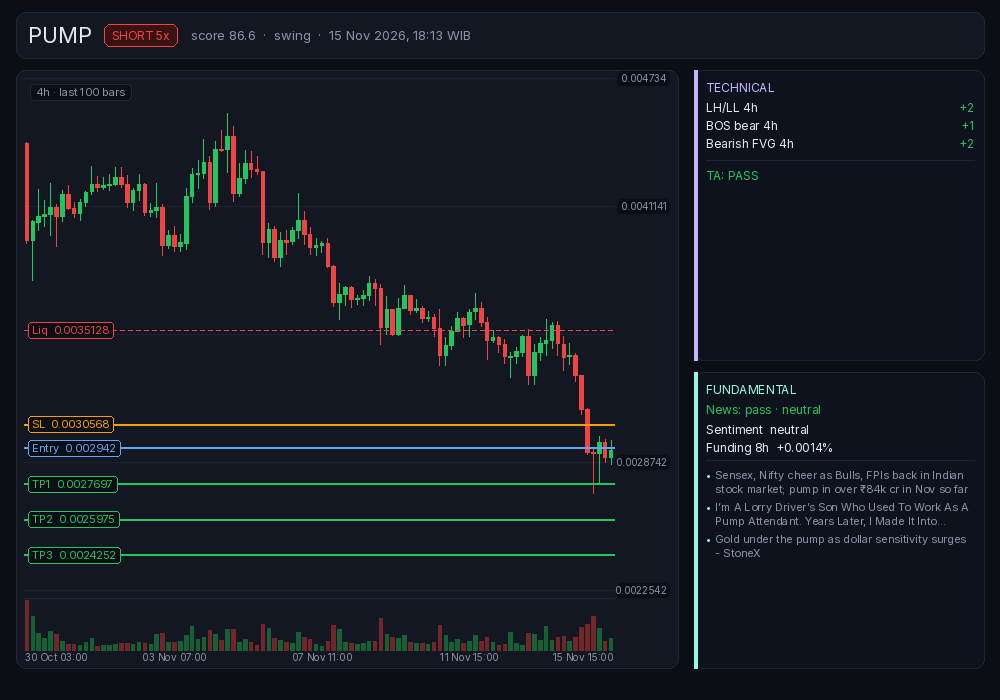 PUMP SHORT 5x score 86.6 · swing · 15 Nov 2026, 18:13 WIB
4h · last 100 bars
0.004734
0.0041141
Liq 0.0035128
SL 0.0030568
Entry 0.002942
0.0028742
TP1 0.0027697
TP2 0.0025975
TP3 0.0024252
0.0022542
30 Oct 03:00 03 Nov 07:00 07 Nov 11:00 11 Nov 15:00 15 Nov 15:00
TECHNICAL
LH/LL 4h +2
BOS bear 4h +1
Bearish FVG 4h +2
TA: PASS
FUNDAMENTAL
News: pass · neutral
Sentiment neutral
Funding 8h +0.0014%
• Sensex, Nifty cheer as Bulls, FPIs back in Indian
stock market; pump in over ₹84k cr in Nov so far
• I'm A Lorry Driver's Son Who Used To Work As A
Pump Attendant. Years Later, I Made It Into...
• Gold under the pump as dollar sensitivity surges
- StoneX